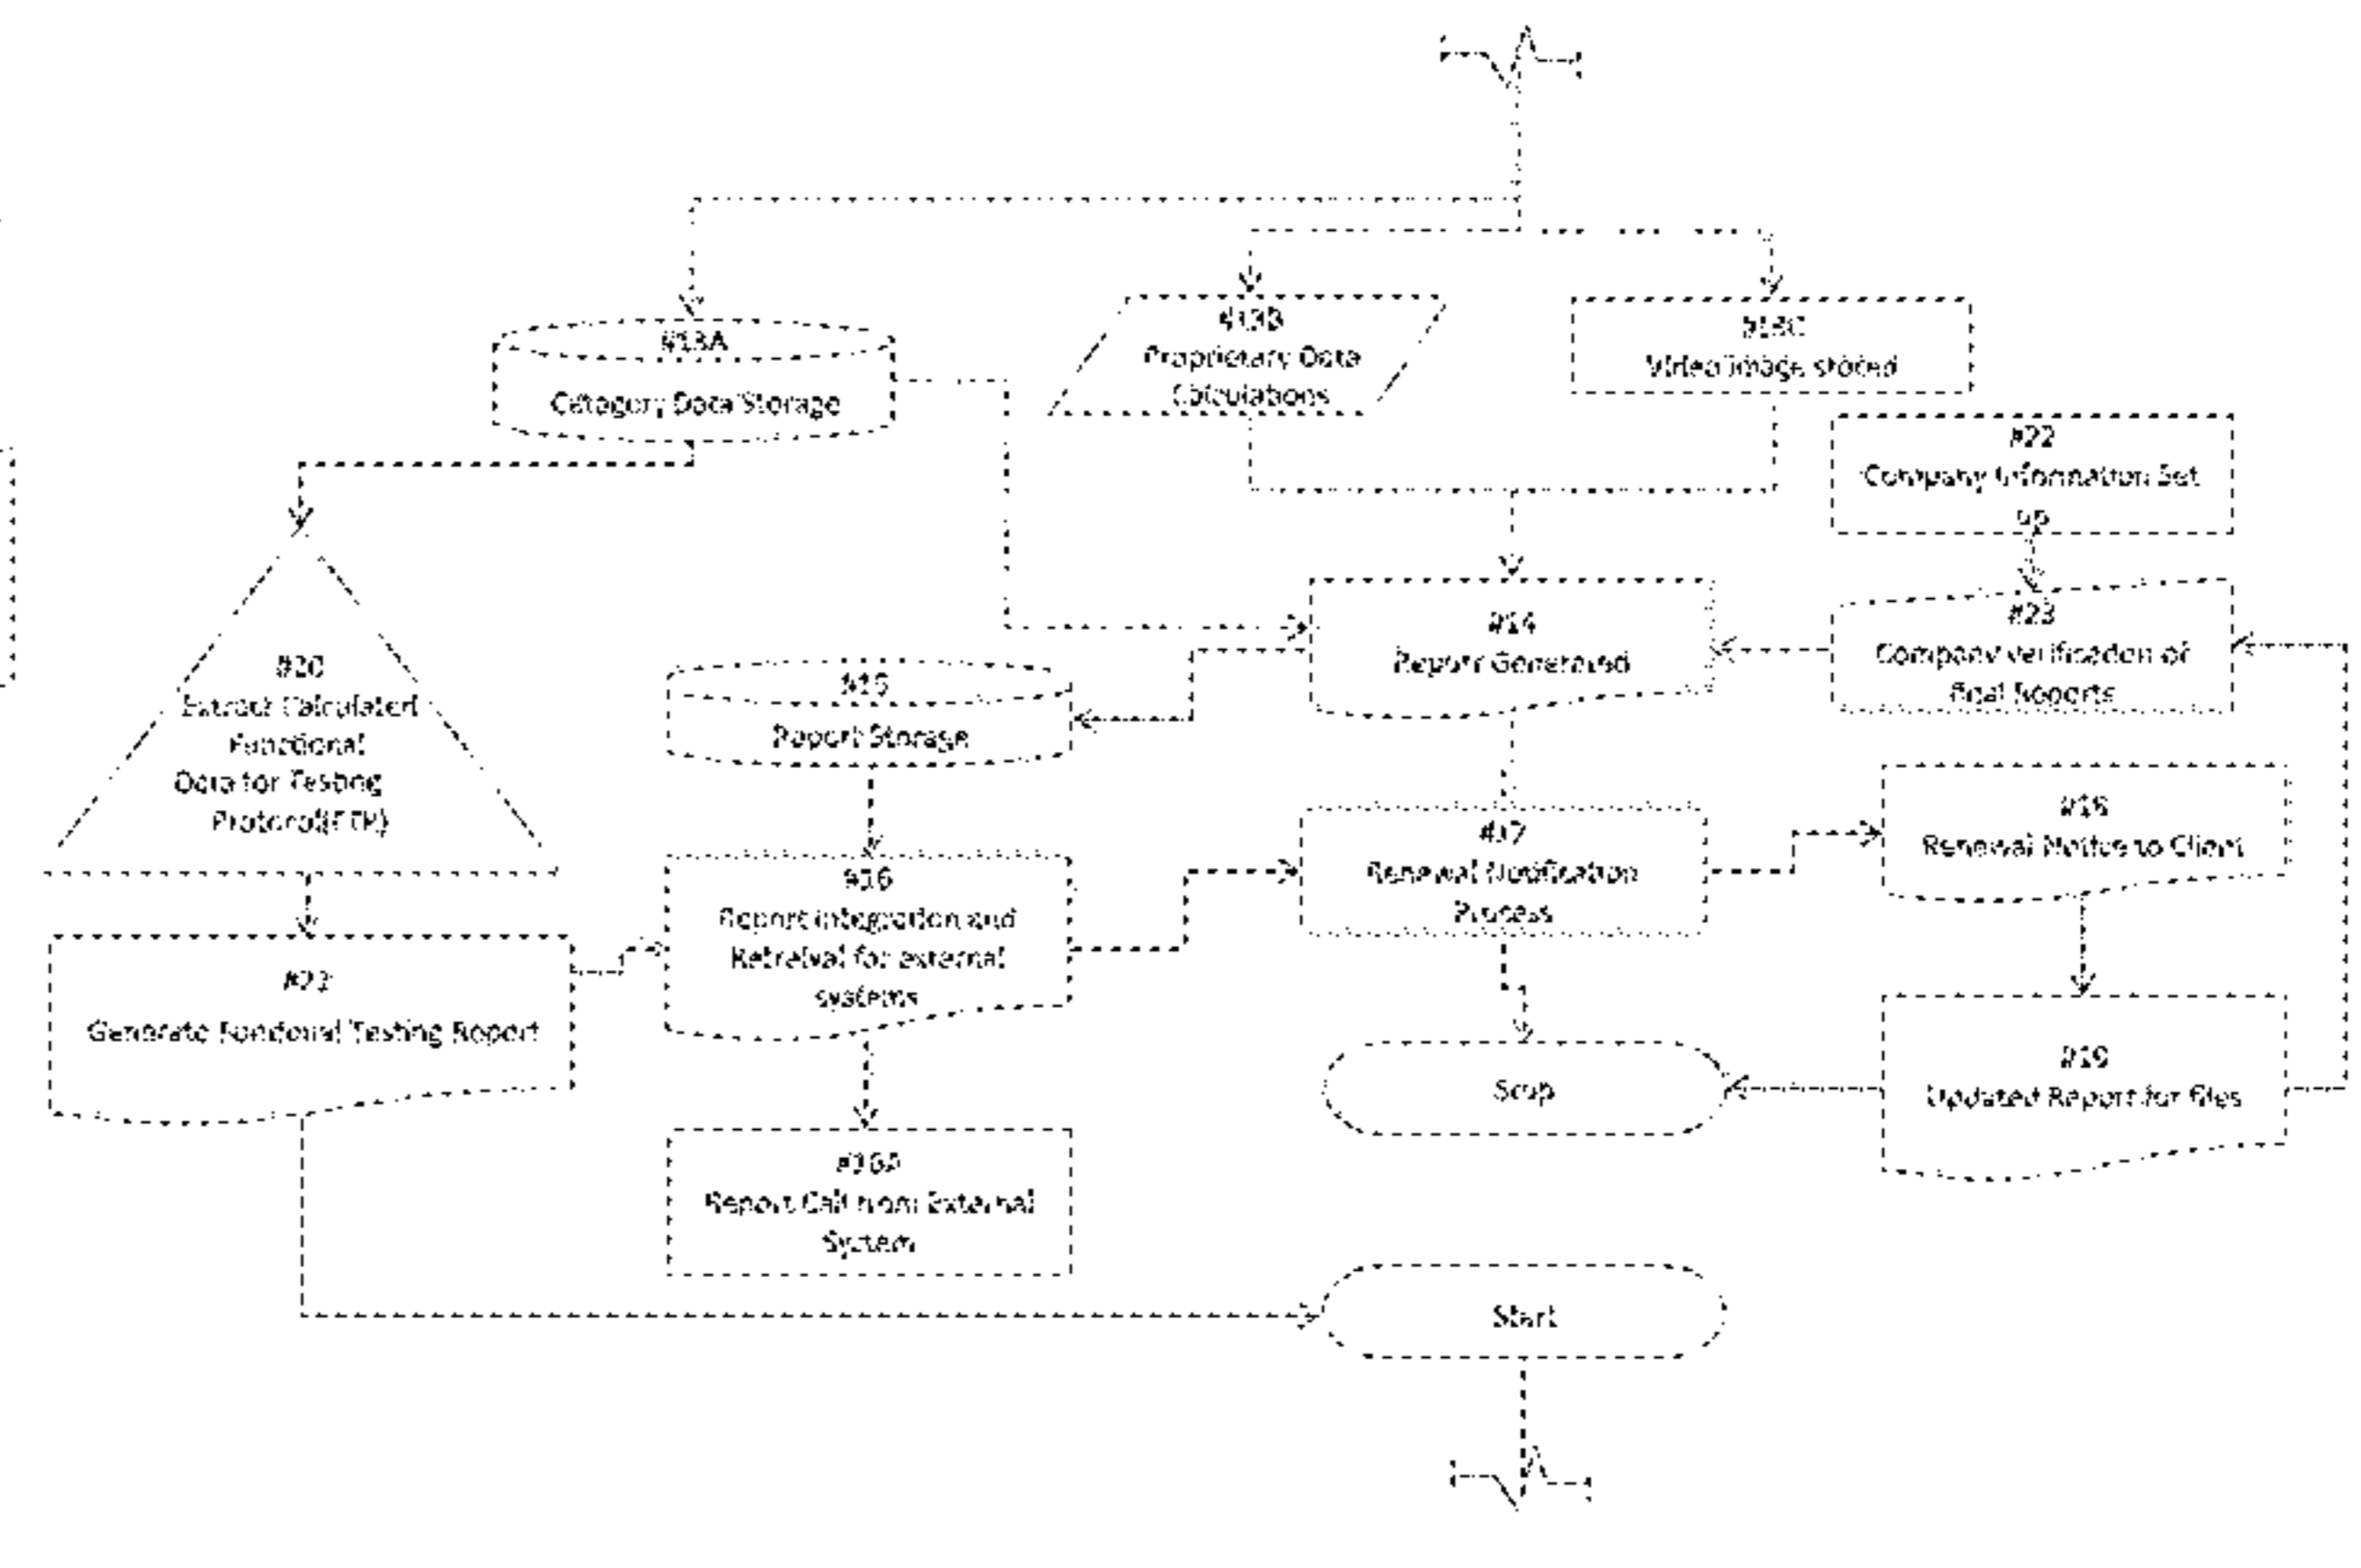 #13A
Category Data Storage
#13B
Proprietary Data
Calculations
#13C
Video image stored
#22
Company Information Set
up
#23
Company verification of
final Reports
#14
Report Generated
#15
Report Storage
#20
Extract Calculated
Functional
Data for Testing
#17
Renewal Notification
Process
#18
Renewal Notice to Client
#16
Report integration and
Retreival for external
systems
#21
Generate Functional Testing Report
Stop
#19
Updated Report for files
#16A
Report Call from External
System
Start